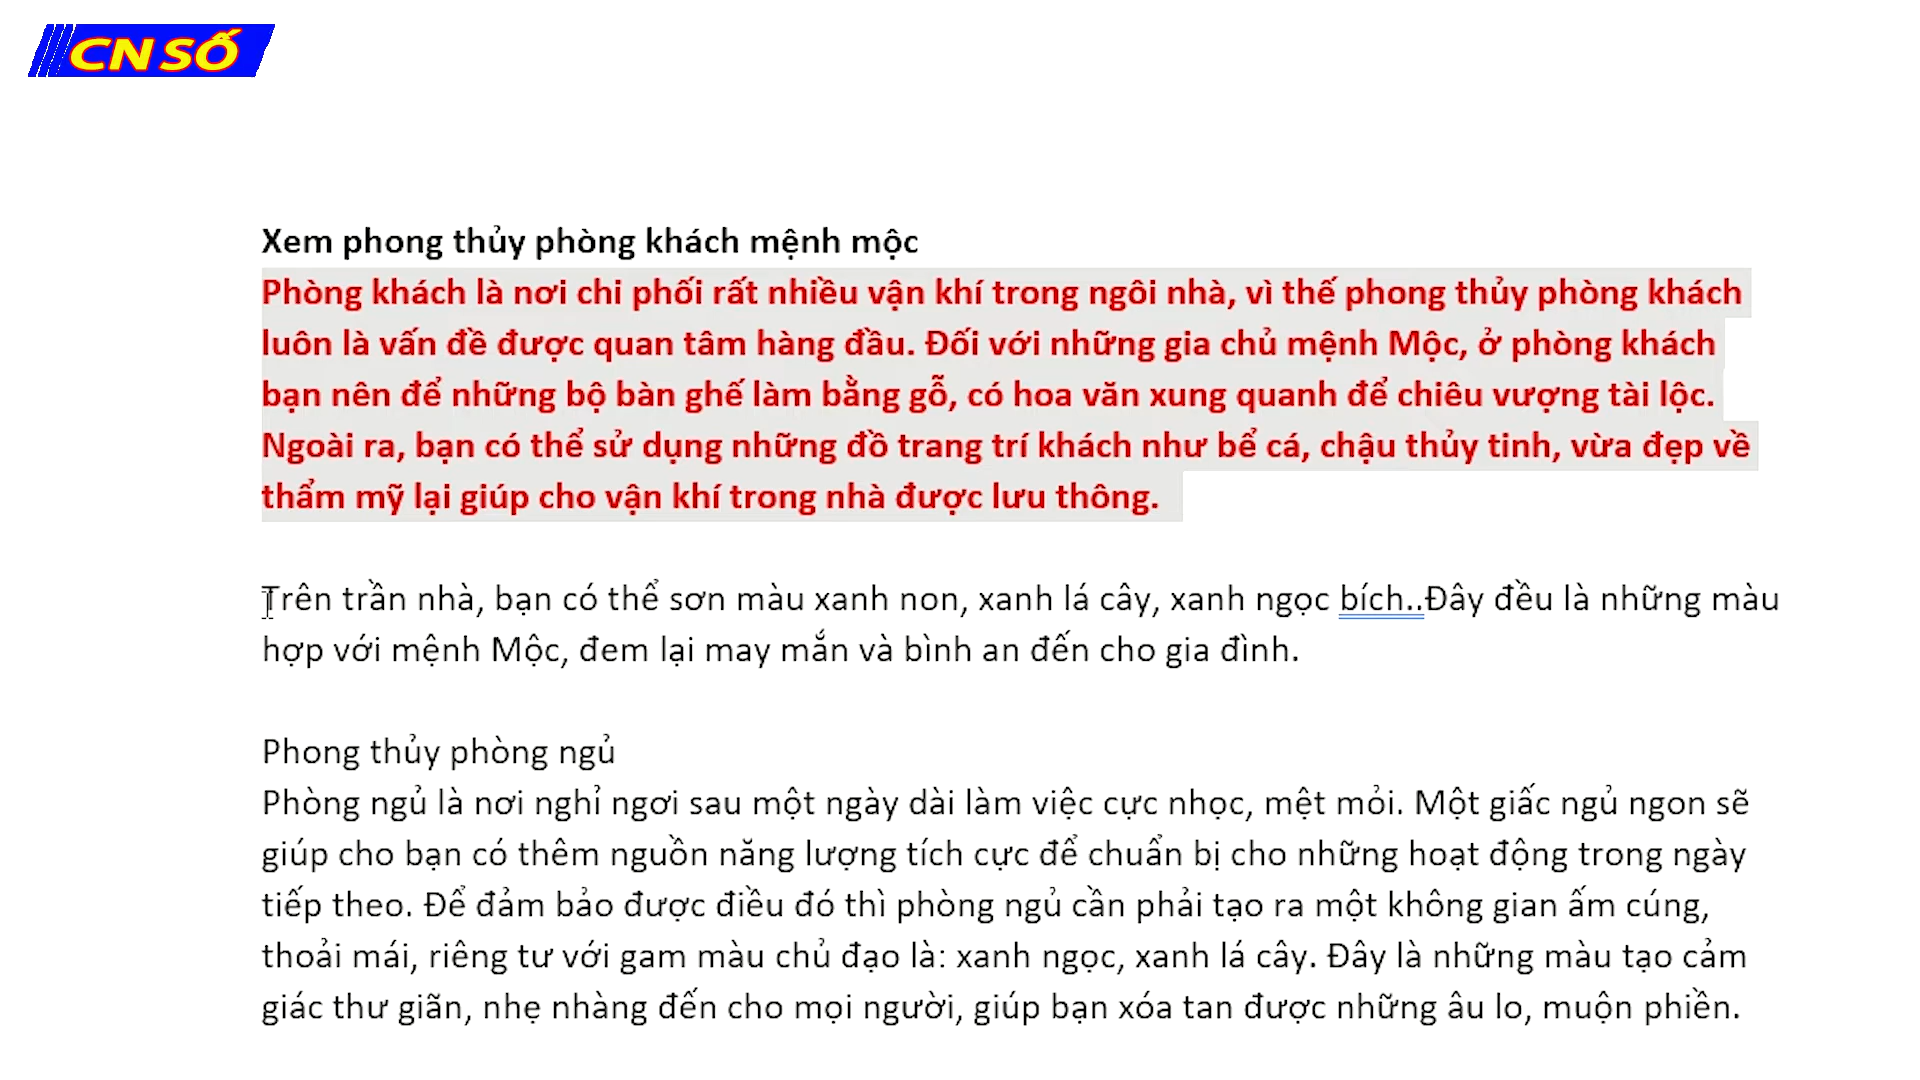 CN SỐ
Xem phong thủy phòng khách mệnh mộc
Phòng khách là nơi chi phối rất nhiều vận khí trong ngôi nhà, vì thế phong thủy phòng khách
luôn là vấn đề được quan tâm hàng đầu. Đối với những gia chủ mệnh Mộc, ở phòng khách
bạn nên để những bộ bàn ghế làm bằng gỗ, có hoa văn xung quanh để chiêu vượng tài lộc.
Ngoài ra, bạn có thể sử dụng những đồ trang trí khách như bể cá, chậu thủy tinh, vừa đẹp về
thẩm mỹ lại giúp cho vận khí trong nhà được lưu thông.
Trên trần nhà, bạn có thể sơn màu xanh non, xanh lá cây, xanh ngọc bích..Đây đều là những màu
hợp với mệnh Mộc, đem lại may mắn và bình an đến cho gia đình.
Phong thủy phòng ngủ
Phòng ngủ là nơi nghỉ ngơi sau một ngày dài làm việc cực nhọc, mệt mỏi. Một giấc ngủ ngon sẽ
giúp cho bạn có thêm nguồn năng lượng tích cực để chuẩn bị cho những hoạt động trong ngày
tiếp theo. Để đảm bảo được điều đó thì phòng ngủ cần phải tạo ra một không gian ấm cúng,
thoải mái, riêng tư với gam màu chủ đạo là: xanh ngọc, xanh lá cây. Đây là những màu tạo cảm
giác thư giãn, nhẹ nhàng đến cho mọi người, giúp bạn xóa tan được những âu lo, muộn phiền.